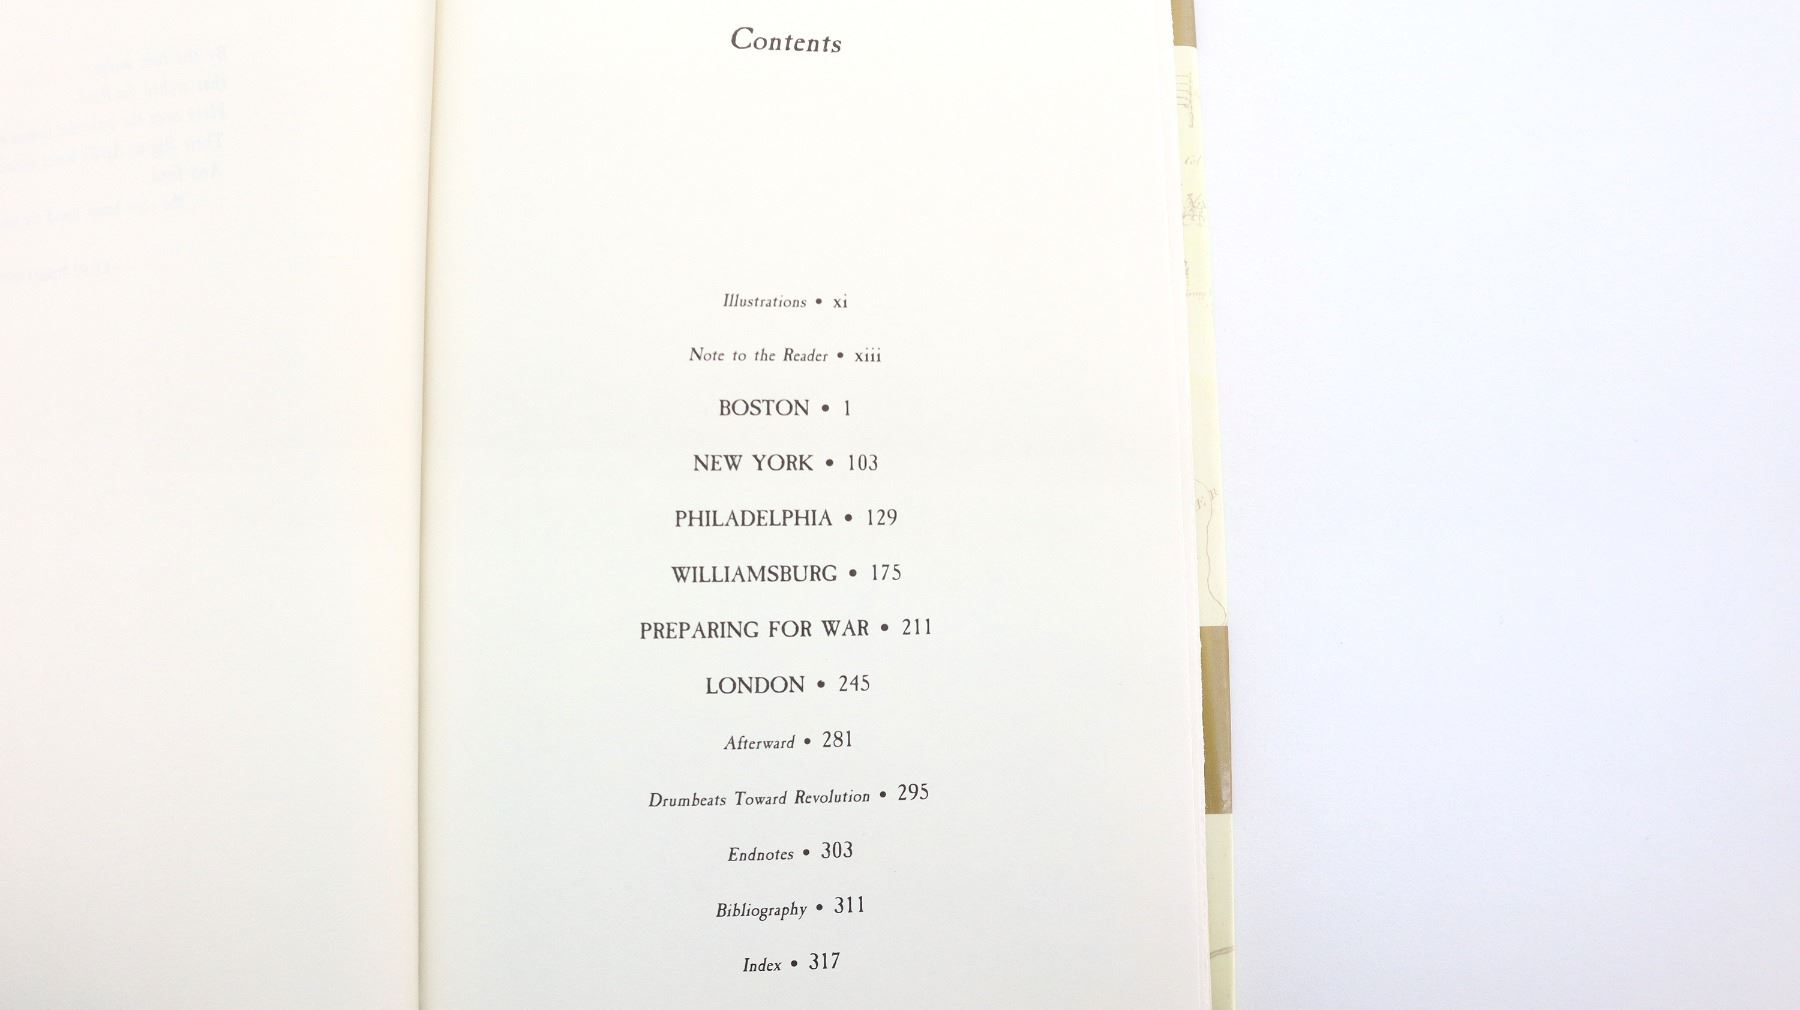 Contents
Illustrations • xi
Note to the Reader • xiii
BOSTON • 1
NEW YORK • 103
PHILADELPHIA • 129
WILLIAMSBURG • 175
PREPARING FOR WAR • 211
LONDON • 245
Afterward • 281
Drumbeats Toward Revolution • 295
Endnotes • 303
Bibliography • 311
Index • 317